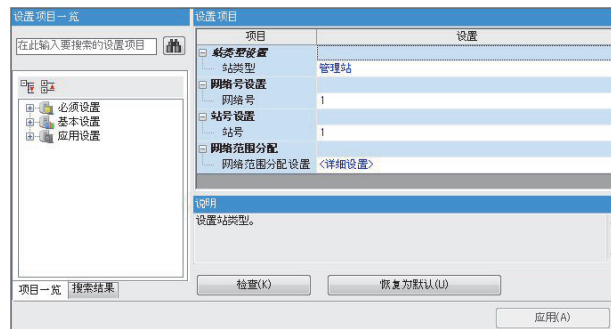 设置项目一览
在此输入要搜索的设置项目
必须设置
基本设置
应用设置
项目一览 搜索结果
设置项目
项目 设置
站类型设置
站类型 管理站
网络号设置
网络号 1
站号设置
站号 1
网络范围分配
网络范围分配设置 <详细设置>
说明
设置站类型。
检查(K) 恢复为默认(U)
应用(A)